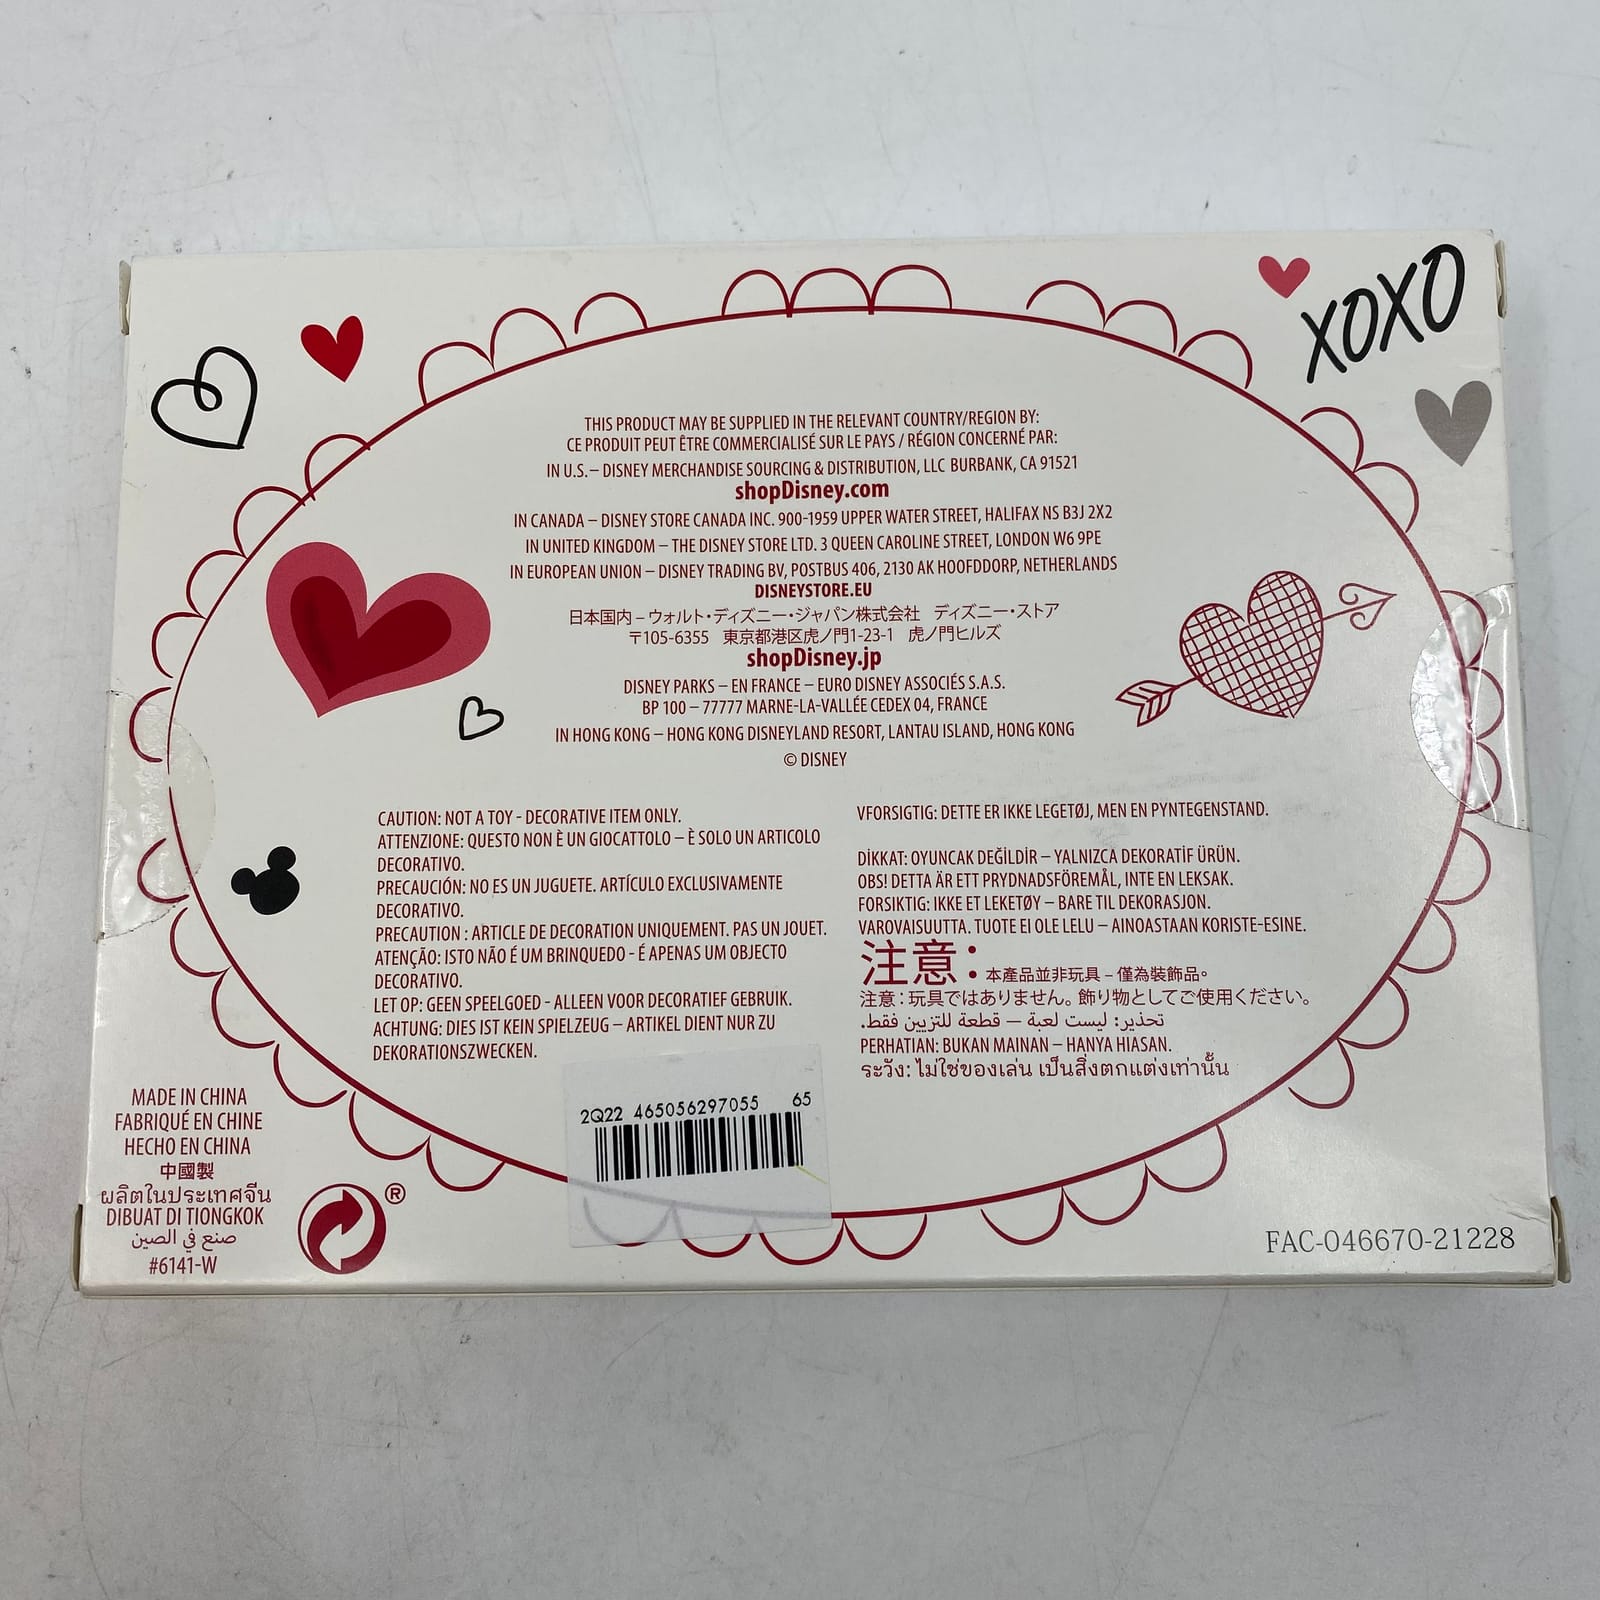 XOXO
THIS PRODUCT MAY BE SUPPLIED IN THE RELEVANT COUNTRY/REGION BY:
CE PRODUIT PEUT ÊTRE COMMERCIALISÉ SUR LE PAYS / RÉGION CONCERNÉ PAR:
IN U.S.– DISNEY MERCHANDISE SOURCING & DISTRIBUTION, LLC BURBANK, CA 91521
shopDisney.com
IN CANADA – DISNEY STORE CANADA INC. 900-1959 UPPER WATER STREET, HALIFAX NS B3J 2X2
IN UNITED KINGDOM – THE DISNEY STORE LTD. 3 QUEEN CAROLINE STREET, LONDON W6 9PE
IN EUROPEAN UNION – DISNEY TRADING BV, POSTBUS 406, 2130 AK HOOFDDORP, NETHERLANDS
DISNEYSTORE.EU
日本国内 – ウォルト・ディズニー・ジャパン株式会社 ディズニー・ストア
〒105-6355 東京都港区虎ノ門1-23-1 虎ノ門ヒルズ
shopDisney.jp
DISNEY PARKS – EN FRANCE – EURO DISNEY ASSOCIÉS S.A.S.
BP 100 – 77777 MARNE-LA-VALLÉE CEDEX 04, FRANCE
IN HONG KONG – HONG KONG DISNEYLAND RESORT, LANTAU ISLAND, HONG KONG
© DISNEY
CAUTION: NOT A TOY - DECORATIVE ITEM ONLY.
ATTENZIONE: QUESTO NON È UN GIOCATTOLO – È SOLO UN ARTICOLO
DECORATIVO.
PRECAUCIÓN: NO ES UN JUGUETE. ARTÍCULO EXCLUSIVAMENTE
DECORATIVO.
PRECAUTION : ARTICLE DE DECORATION UNIQUEMENT. PAS UN JOUET.
ATENÇÃO: ISTO NÃO É UM BRINQUEDO - É APENAS UM OBJECTO
DECORATIVO.
LET OP: GEEN SPEELGOED - ALLEEN VOOR DECORATIEF GEBRUIK.
ACHTUNG: DIES IST KEIN SPIELZEUG – ARTIKEL DIENT NUR ZU
DEKORATIONSZWECKEN.
VFORSIGTIG: DETTE ER IKKE LEGETØJ, MEN EN PYNTEGENSTAND.
DİKKAT: OYUNCAK DEĞİLDİR – YALNIZCA DEKORATİF ÜRÜN.
OBS! DETTA ÄR ETT PRYDNADSFÖREMÅL, INTE EN LEKSAK.
FORSIKTIG: IKKE ET LEKETØY – BARE TIL DEKORASJON.
VAROVAISUUTTA. TUOTE EI OLE LELU – AINOASTAAN KORISTE-ESINE.
注意：本產品並非玩具 – 僅為裝飾品。
注意：玩具ではありません。飾り物としてご使用ください。
تحذير: ليست لعبة – قطعة للتزيين فقط.
PERHATIAN: BUKAN MAINAN – HANYA HIASAN.
ระวัง: ไม่ใช่ของเล่น เป็นสิ่งตกแต่งเท่านั้น
2Q22 465056297055 65
MADE IN CHINA
FABRIQUÉ EN CHINE
HECHO EN CHINA
中國製
ผลิตในประเทศจีน
DIBUAT DI TIONGKOK
صنع في الصين
#6141-W
®
FAC-046670-21228